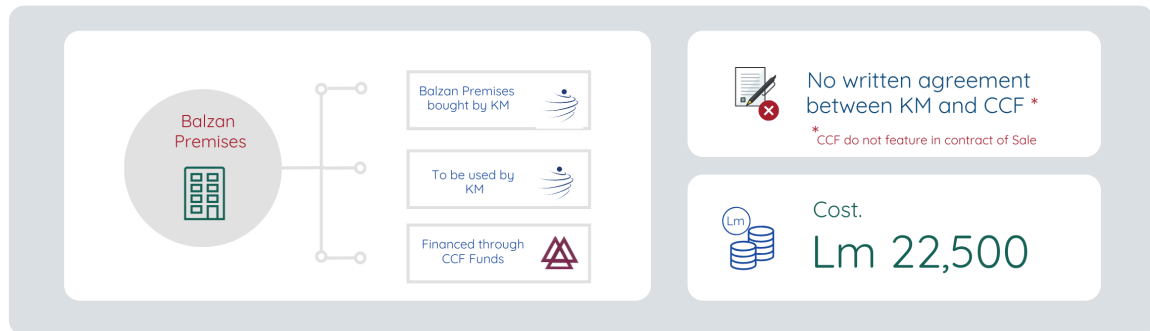 Balzan
Premises
Balzan Premises
bought by KM
To be used by
KM
Financed through
CCF Funds
No written agreement
between KM and CCF *
*CCF do not feature in contract of Sale
Lm
Cost.
Lm 22,500